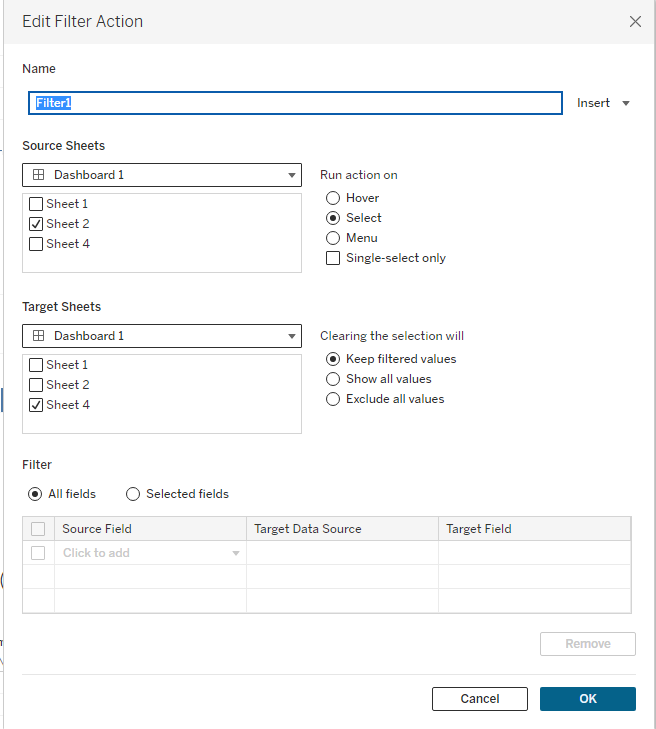 Edit Filter Action
Name
Filter1
Insert
Source Sheets
Dashboard 1
Run action on
Sheet 1
Hover
Sheet 2
Select
Sheet 4
Menu
Single-select only
Target Sheets
Dashboard 1
Clearing the selection will
Sheet 1
Keep filtered values
Sheet 2
Show all values
Sheet 4
Exclude all values
Filter
All fields Selected fields
Source Field Target Data Source Target Field
Click to add
Remove
Cancel OK